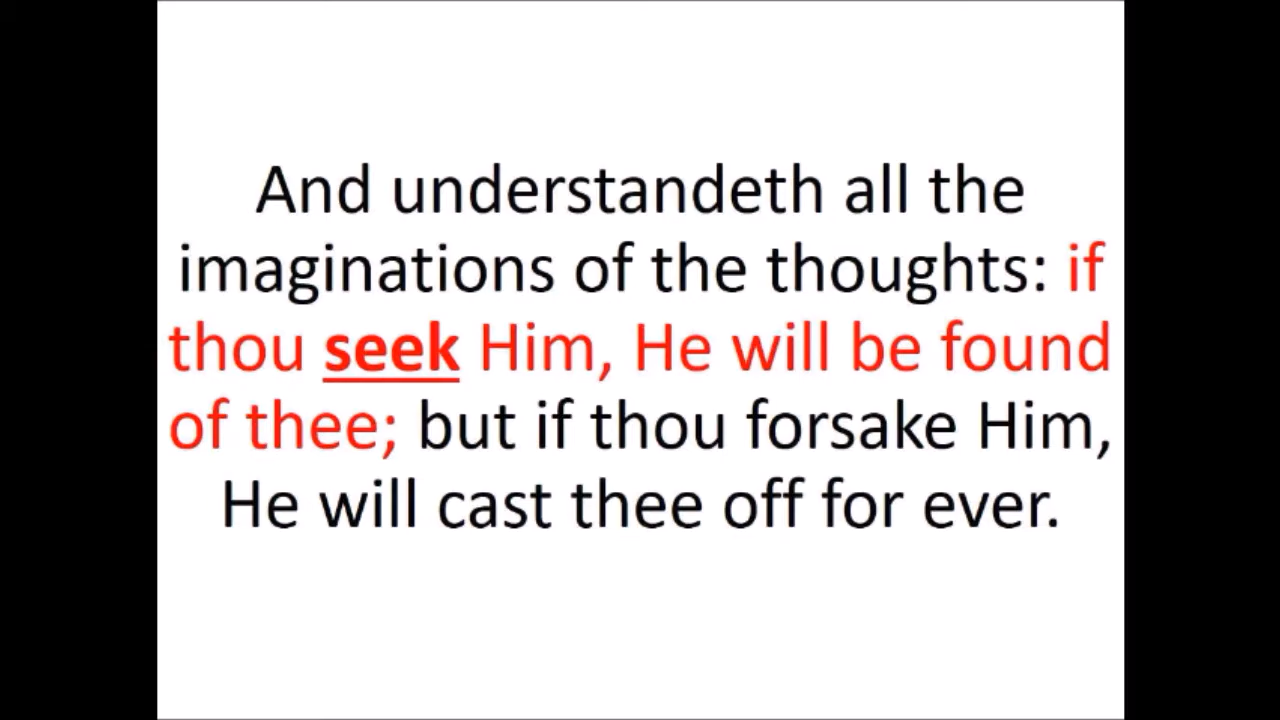 And understandeth all the
imaginations of the thoughts: if
thou seek Him, He will be found
of thee; but if thou forsake Him,
He will cast thee off for ever.